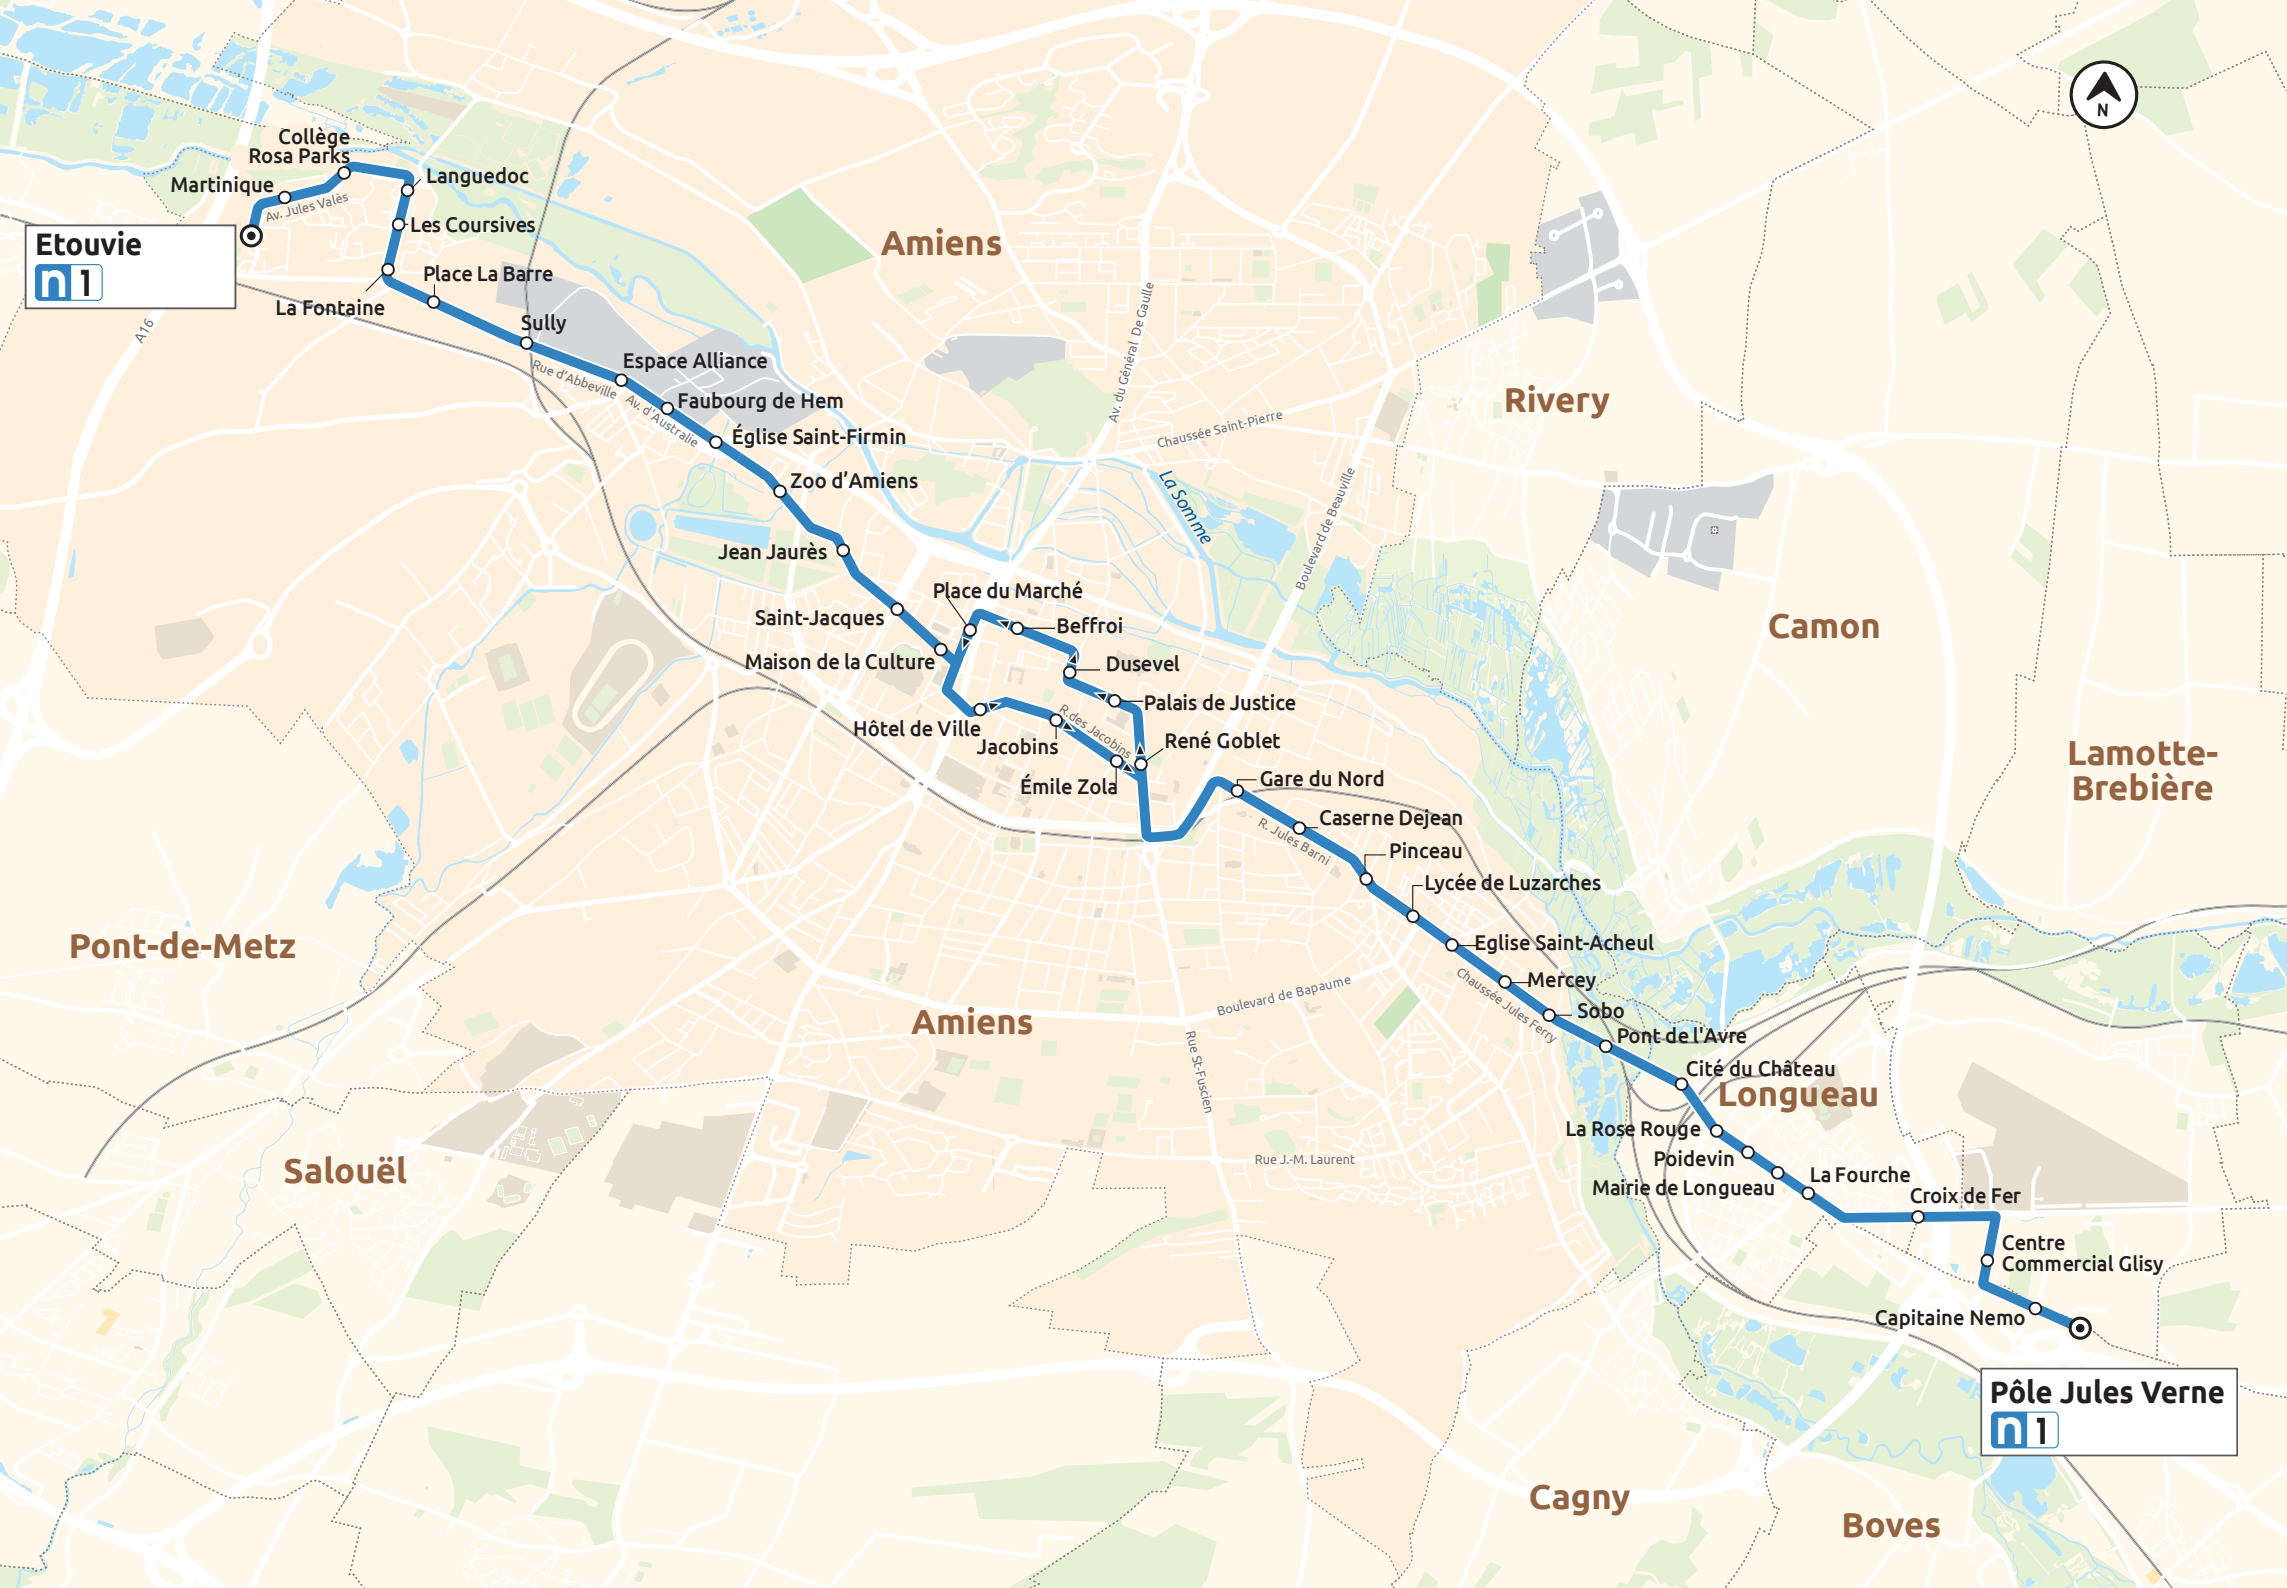 N
Collège
Rosa Parks
Martinique
Languedoc
Av. Jules Valès
Les Coursives
Etouvie
n 1
Place La Barre
La Fontaine
A16
Sully
Amiens
Av. du Général De Gaulle
Espace Alliance
Rue d'Abbeville
Av. d'Australie
Faubourg de Hem
Rivery
Église Saint-Firmin
Chaussée Saint-Pierre
Zoo d'Amiens
La Somme
Boulevard de Beauville
Jean Jaurès
Place du Marché
Saint-Jacques
Beffroi
Camon
Maison de la Culture
Dusevel
Palais de Justice
R.des Jacobins
Hôtel de Ville
Jacobins
René Goblet
Émile Zola
Gare du Nord
Lamotte-
Brebière
Caserne Dejean
R. Jules Barni
Pinceau
Lycée de Luzarches
Pont-de-Metz
Eglise Saint-Acheul
Mercey
Chaussée Jules Ferry
Boulevard de Bapaume
Amiens
Sobo
Pont de l'Avre
Rue St-Fuscien
Cité du Château
Longueau
La Rose Rouge
Rue J.-M. Laurent
Poidevin
Salouël
Mairie de Longueau
La Fourche
Croix de Fer
Centre
Commercial Glisy
Capitaine Nemo
Pôle Jules Verne
n 1
Cagny
Boves